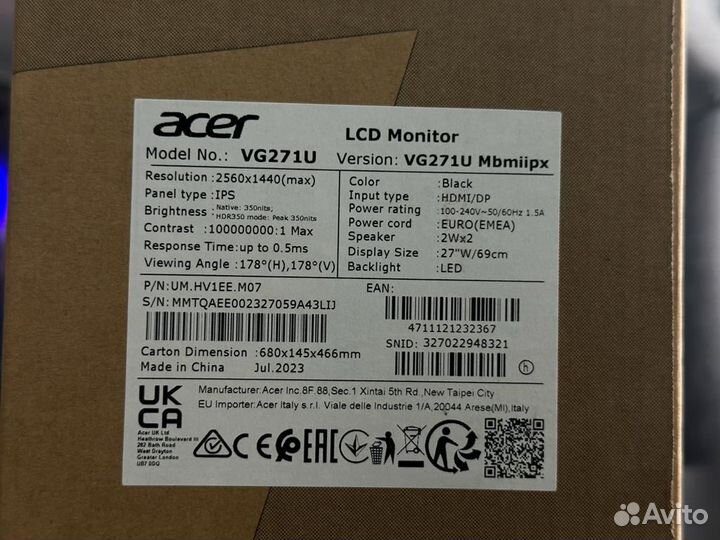 acer
LCD Monitor
Model No.: VG271U Version: VG271U Mbmiipx
Resolution :2560x1440(max)
Panel type :IPS
Brightness :*Native: 350nits;
*HDR350 mode: Peak 350nits
Contrast :100000000:1 Max
Response Time:up to 0.5ms
Viewing Angle :178°(H),178°(V)
Color :Black
Input type :HDMI/DP
Power rating :100-240V~50/60Hz 1.5A
Power cord :EURO(EMEA)
Speaker :2Wx2
Display Size :27"W/69cm
Backlight :LED
P/N:UM.HV1EE.M07
S/N:MMTQAEE002327059A43LIJ
EAN:
4711121232367
SNID:327022948321
Carton Dimension :680x145x466mm
Made in China Jul.2023
h
UK
CA
Acer UK Ltd
Heathrow Boulevard III
282 Bath Road
West Drayton
Greater London
UB7 0DQ
Manufacturer:Acer Inc.8F.88,Sec.1 Xintai 5th Rd.,New Taipei City
EU Importer:Acer Italy s.r.l. Viale delle Industrie 1/A,20044 Arese(MI),Italy
CE
EAC
Avito